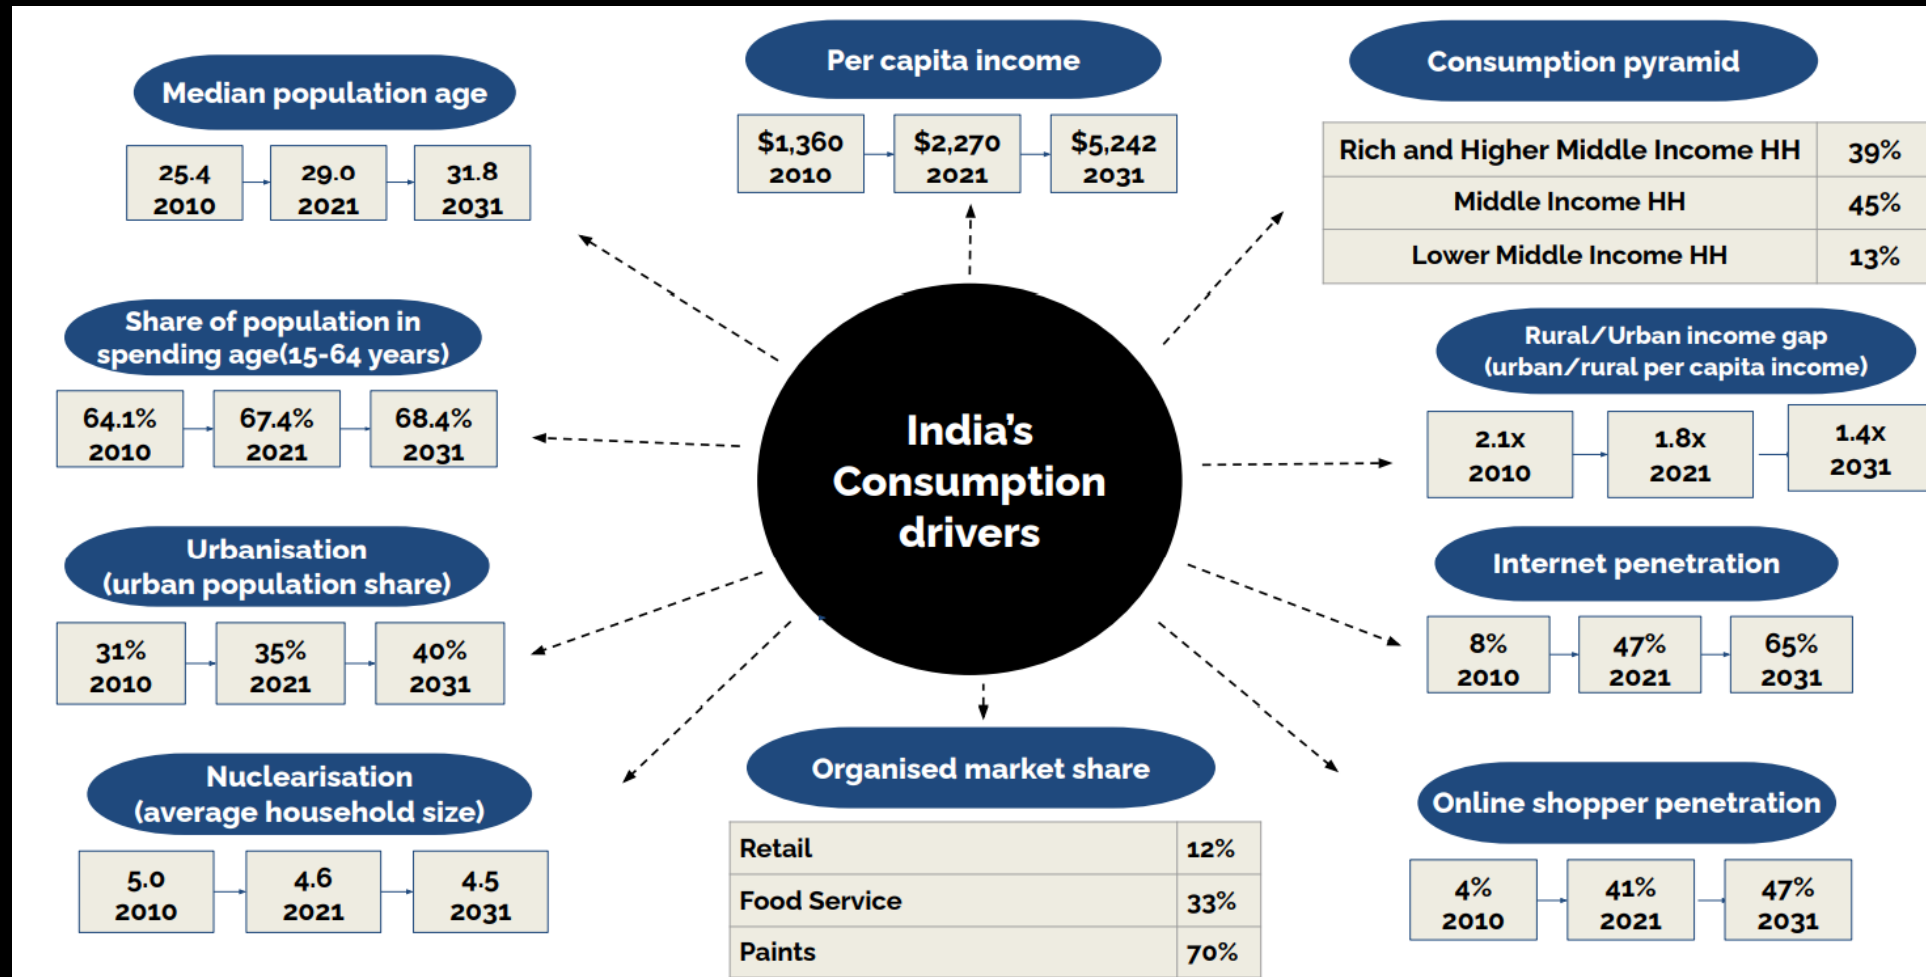 Median population age
25.4
2010
29.0
2021
31.8
2031
Per capita income
$1,360
2010
$2,270
2021
$5,242
2031
Consumption pyramid
Rich and Higher Middle Income HH 39%
Middle Income HH 45%
Lower Middle Income HH 13%
Share of population in
spending age(15-64 years)
64.1%
2010
67.4%
2021
68.4%
2031
India's
Consumption
drivers
Rural/Urban income gap
(urban/rural per capita income)
2.1x
2010
1.8x
2021
1.4x
2031
Urbanisation
(urban population share)
31%
2010
35%
2021
40%
2031
Internet penetration
8%
2010
47%
2021
65%
2031
Nuclearisation
(average household size)
5.0
2010
4.6
2021
4.5
2031
Organised market share
Retail 12%
Food Service 33%
Paints 70%
Online shopper penetration
4%
2010
41%
2021
47%
2031